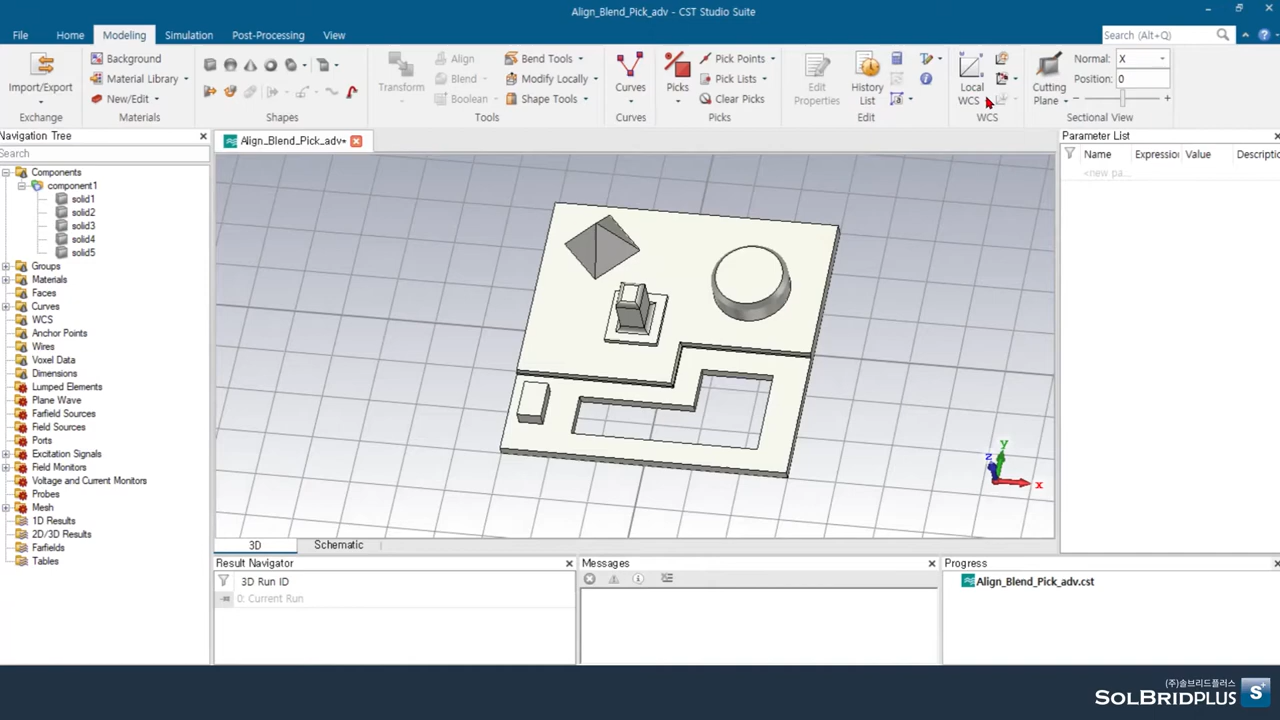 Align_Blend_Pick_adv - CST Studio Suite
File Home Modeling Simulation Post-Processing View Search (Alt+Q)
Import/Export
Exchange
Background
Material Library
New/Edit
Materials
Shapes
Transform
Align
Blend
Boolean
Bend Tools
Modify Locally
Shape Tools
Tools
Curves
Curves
Picks
Pick Points
Pick Lists
Clear Picks
Picks
Edit
Properties
History
List
Edit
Local
WCS
WCS
Cutting
Plane
Normal: X
Position: 0
Sectional View
Navigation Tree
Search
Components
component1
solid1
solid2
solid3
solid4
solid5
Groups
Materials
Faces
Curves
WCS
Anchor Points
Wires
Voxel Data
Dimensions
Lumped Elements
Plane Wave
Farfield Sources
Field Sources
Ports
Excitation Signals
Field Monitors
Voltage and Current Monitors
Probes
Mesh
1D Results
2D/3D Results
Farfields
Tables
Align_Blend_Pick_adv*
y
z
x
3D Schematic
Parameter List
Name Expressio Value Descriptio
<new pa...
Result Navigator
3D Run ID
0: Current Run
Messages
Progress
Align_Blend_Pick_adv.cst
(주)솔브리드플러스
SOLBRIDPLUS
S+